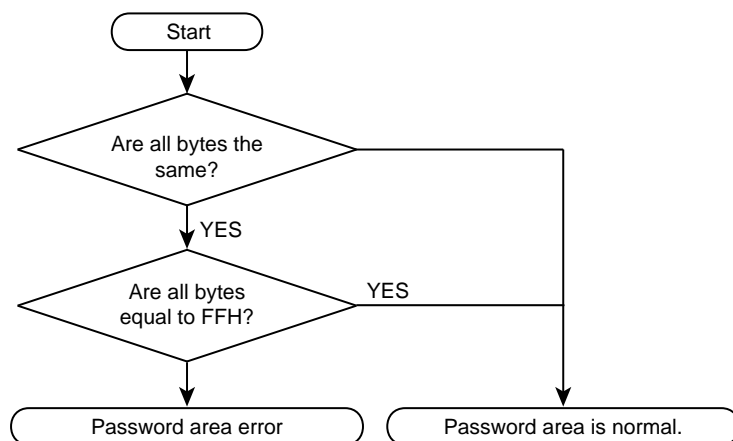 Start
Are all bytes the
same?
YES
Are all bytes
equal to FFH?
YES
Password area error
Password area is normal.